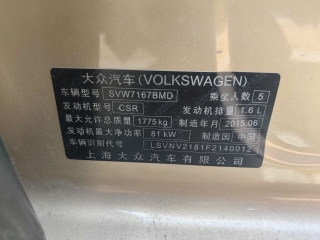 大众汽车(VOLKSWAGEN)
车辆型号 SVW7167BMD 乘坐人数 5
发动机型号 CSR 发动机排量 1.6 L
最大允许总质量 1775kg 制造年月 2015.06
发动机最大净功率 81 kW 制造国 中国
车辆识别代号 LSVNV2181F2140012
上海大众汽车有限公司